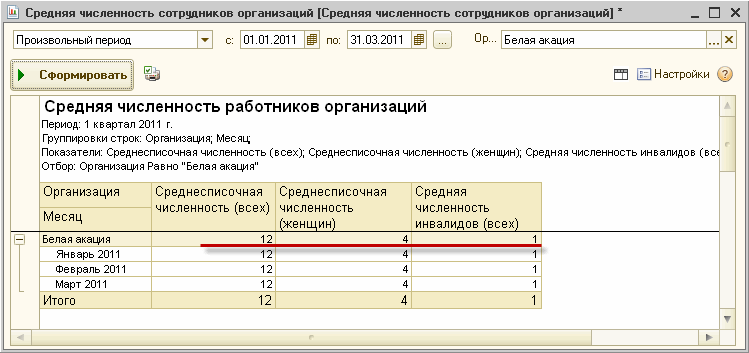 Средняя численность сотрудников организаций [Средняя численность сотрудников организаций] *
Произвольный период с: 01.01.2011 по: 31.03.2011 ... Ор... Белая акация ... ×
Сформировать Настройки ?
Средняя численность работников организаций
Период: 1 квартал 2011 г.
Группировки строк: Организация; Месяц;
Показатели: Среднесписочная численность (всех); Среднесписочная численность (женщин); Средняя численность инвалидов (все
Отбор: Организация Равно "Белая акация"
Организация Среднесписочная Среднесписочная Средняя
численность (всех) численность численность
Месяц (женщин) инвалидов (всех)
Белая акация 12 4 1
Январь 2011 12 4 1
Февраль 2011 12 4 1
Март 2011 12 4 1
Итого 12 4 1